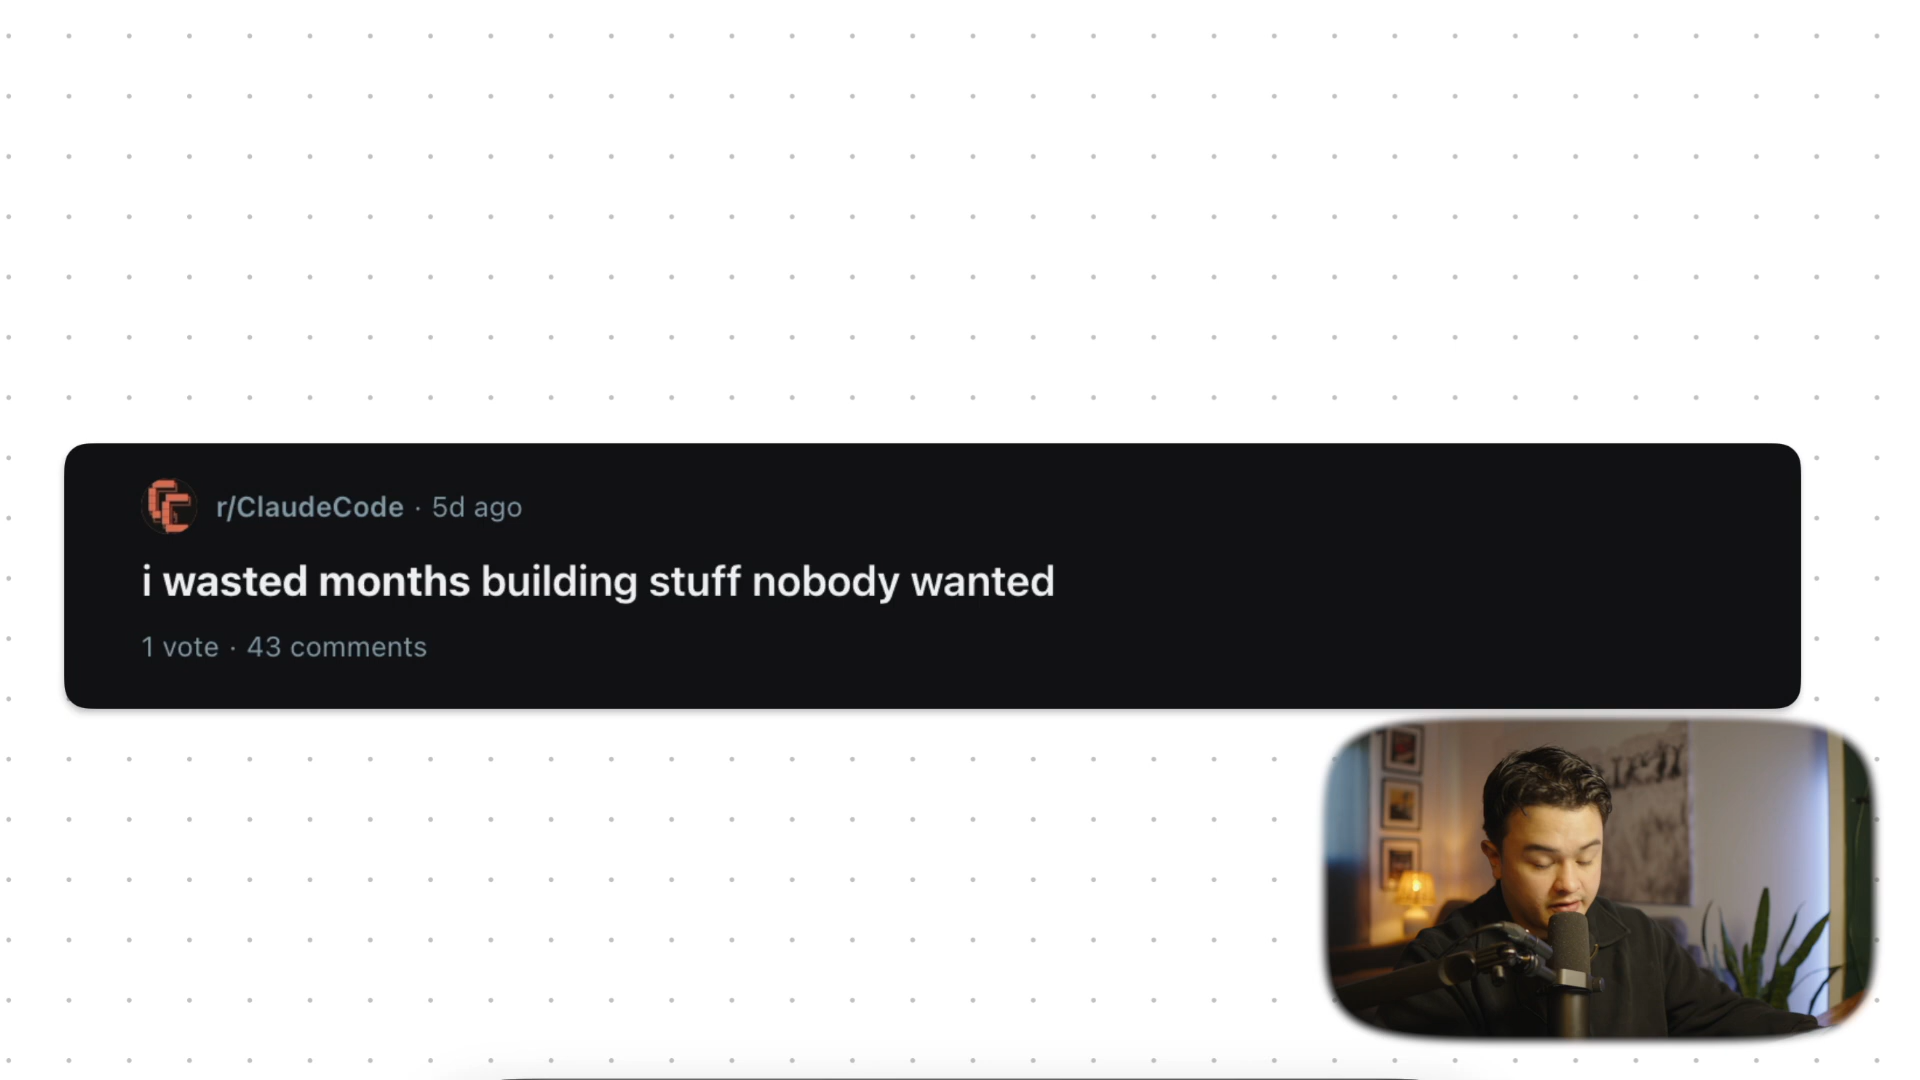 r/ClaudeCode · 5d ago
i wasted months building stuff nobody wanted
1 vote · 43 comments